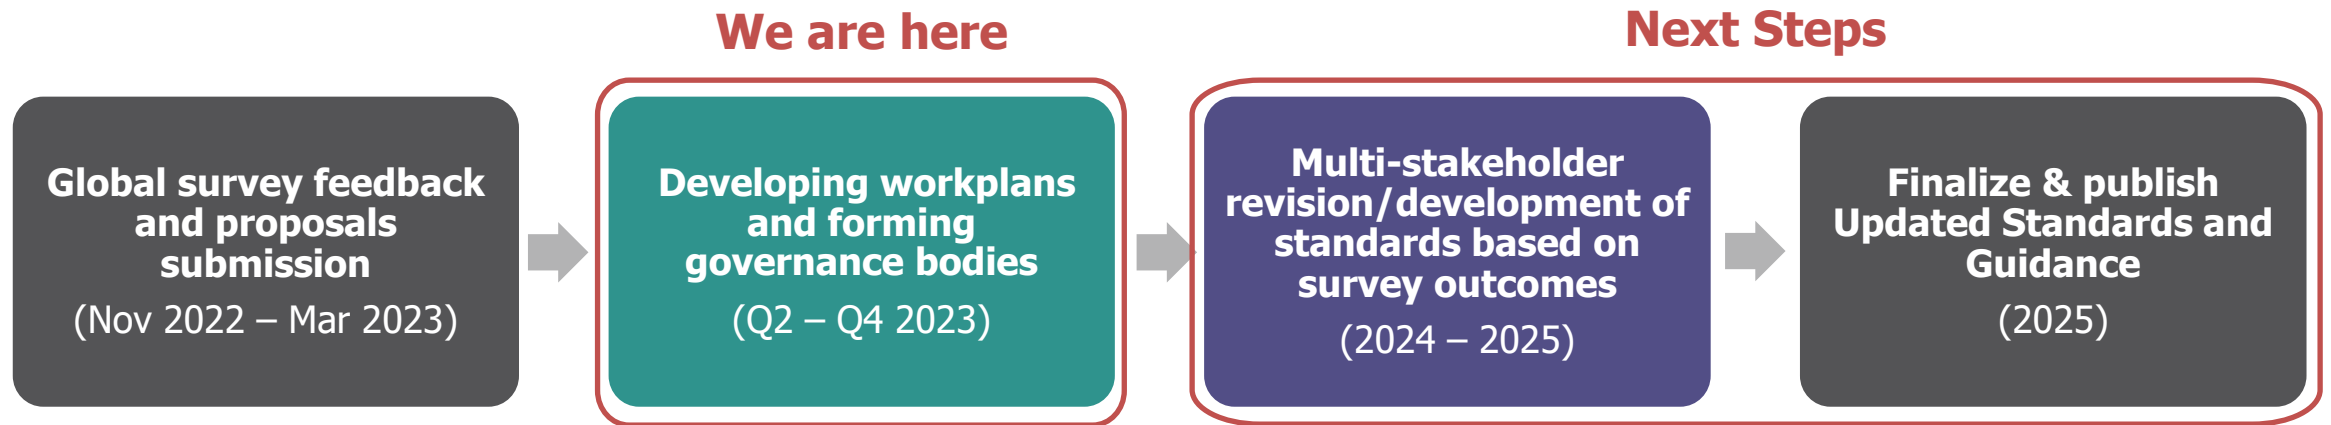 We are here
Next Steps
Global survey feedback
and proposals
submission
(Nov 2022 – Mar 2023)
Developing workplans
and forming
governance bodies
(Q2 – Q4 2023)
Multi-stakeholder
revision/development of
standards based on
survey outcomes
(2024 – 2025)
Finalize & publish
Updated Standards and
Guidance
(2025)